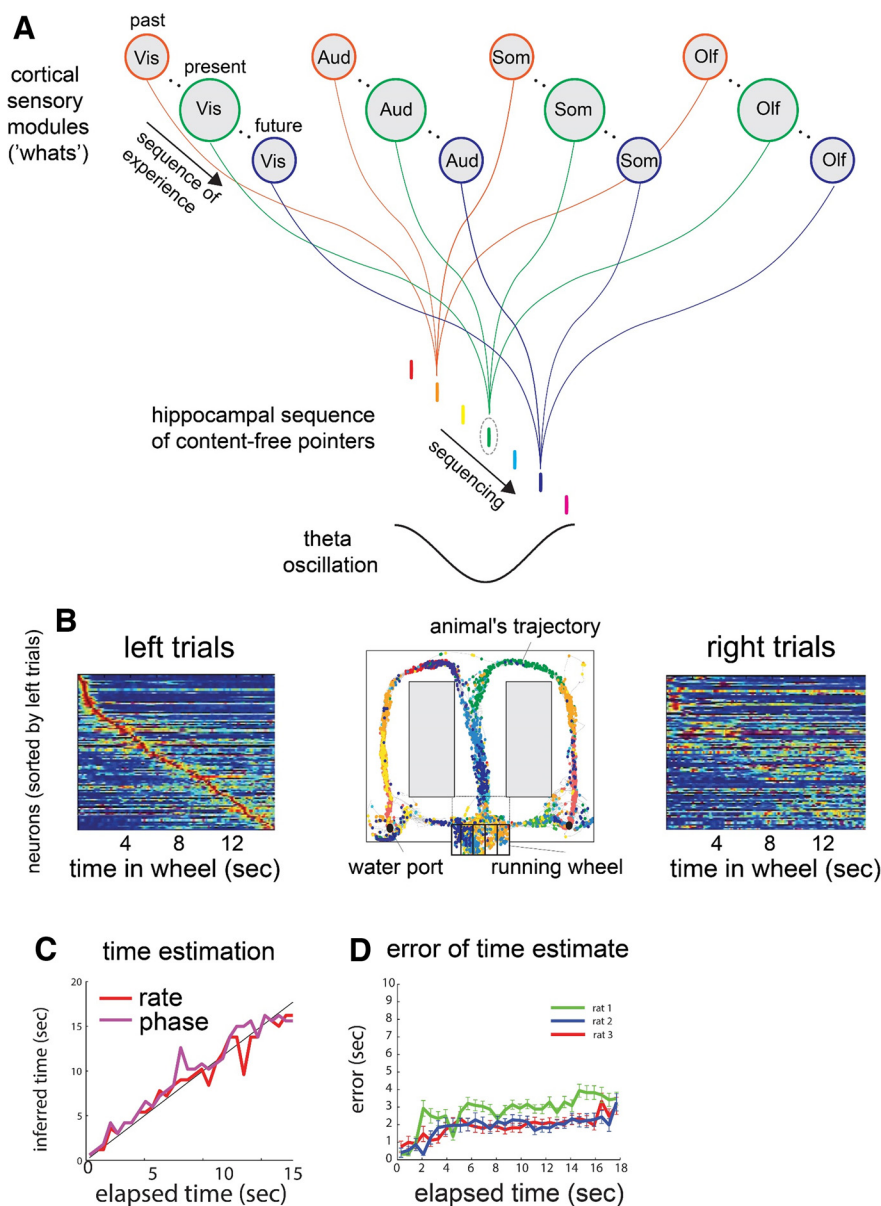 A
past
Vis
Aud
Som
Olf
cortical
sensory
modules
('whats')
present
Vis
Aud
Som
Olf
future
Vis
Aud
Som
Olf
sequence of
experience
hippocampal sequence
of content-free pointers
sequencing
theta
oscillation
B
neurons (sorted by left trials)
left trials
4 8 12
time in wheel (sec)
animal's trajectory
water port
running wheel
right trials
4 8 12
time in wheel (sec)
C
time estimation
inferred time (sec)
20
15
10
5
0
rate
phase
0 5 10 15
elapsed time (sec)
D
error of time estimate
error (sec)
10
9
8
7
6
5
4
3
2
1
0
rat 1
rat 2
rat 3
0 2 4 6 8 10 12 14 16 18
elapsed time (sec)